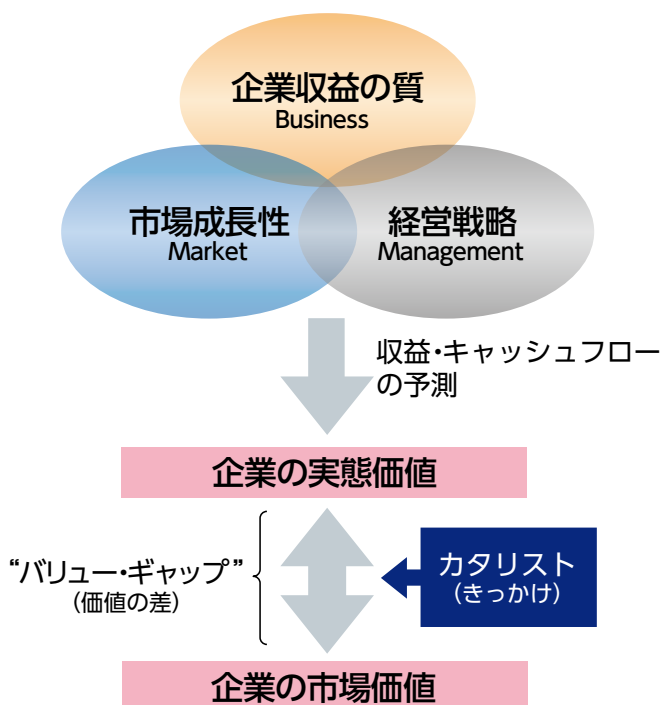 企業収益の質
Business
市場成長性
Market
経営戦略
Management
収益・キャッシュフロー
の予測
企業の実態価値
“バリュー・ギャップ”
(価値の差)
カタリスト
(きっかけ)
企業の市場価値